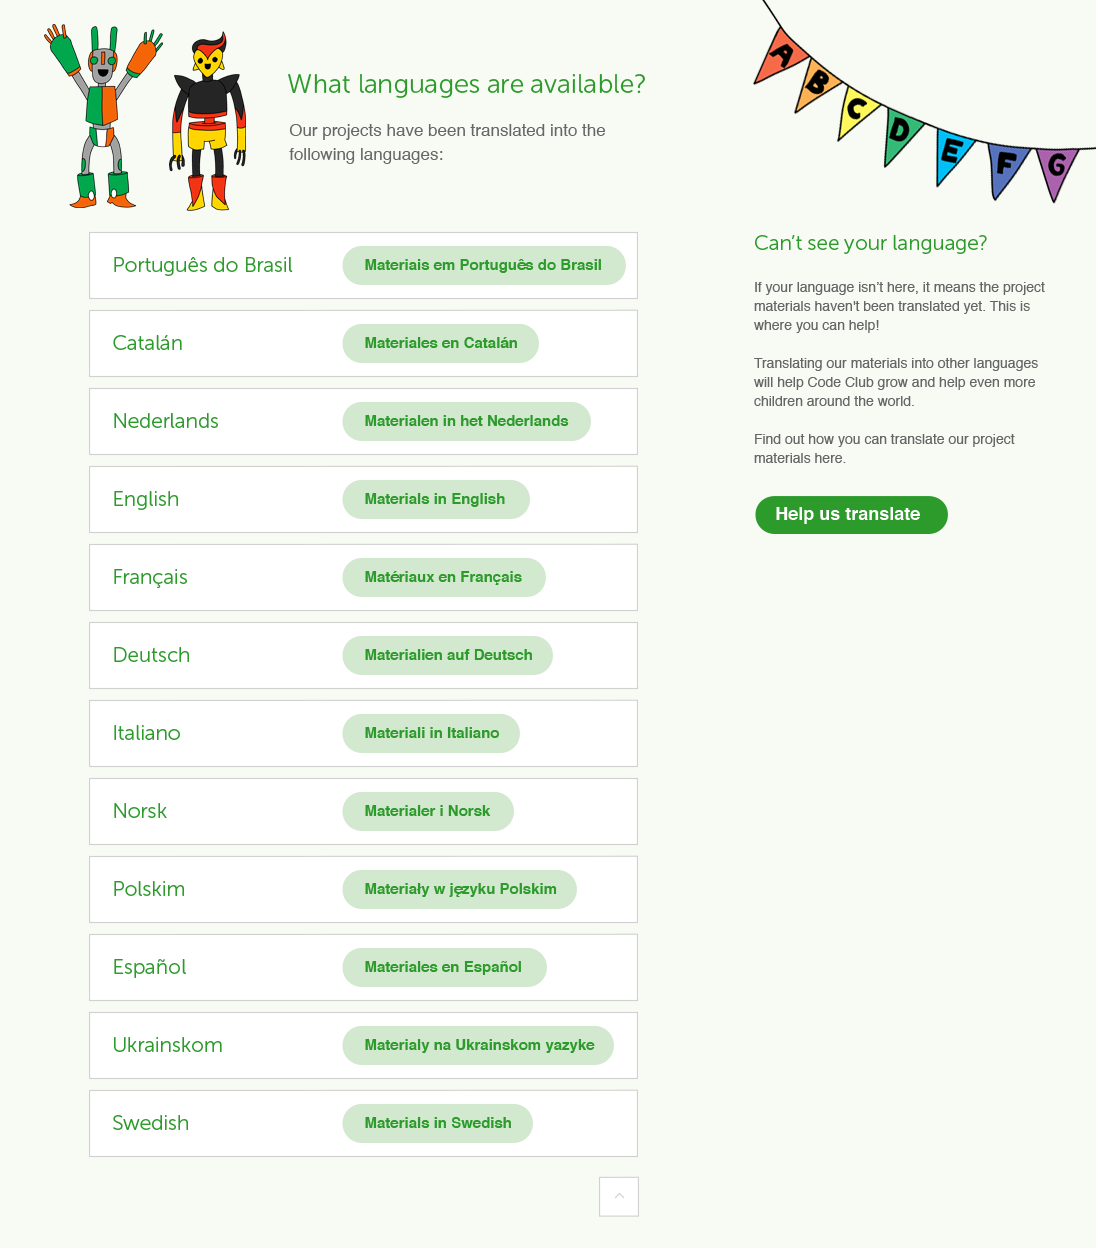 What languages are available?
Our projects have been translated into the
following languages:
A B C D E F G
Português do Brasil
Materiais em Português do Brasil
Catalán
Materiales en Catalán
Nederlands
Materialen in het Nederlands
English
Materials in English
Français
Matériaux en Français
Deutsch
Materialien auf Deutsch
Italiano
Materiali in Italiano
Norsk
Materialer i Norsk
Polskim
Materiały w języku Polskim
Español
Materiales en Español
Ukrainskom
Materialy na Ukrainskom yazyke
Swedish
Materials in Swedish
Can’t see your language?
If your language isn’t here, it means the project
materials haven't been translated yet. This is
where you can help!
Translating our materials into other languages
will help Code Club grow and help even more
children around the world.
Find out how you can translate our project
materials here.
Help us translate